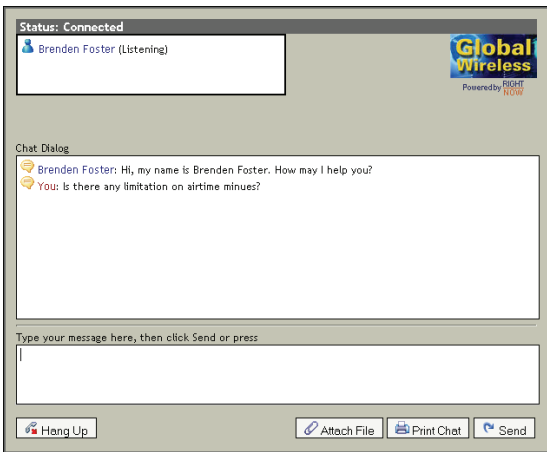 Status: Connected
Brenden Foster (Listening)
Global
Wireless
Powered by RIGHT
NOW
Chat Dialog
Brenden Foster: Hi, my name is Brenden Foster. How may I help you?
You: Is there any limitation on airtime minues?
Type your message here, then click Send or press
Hang Up
Attach File
Print Chat
Send